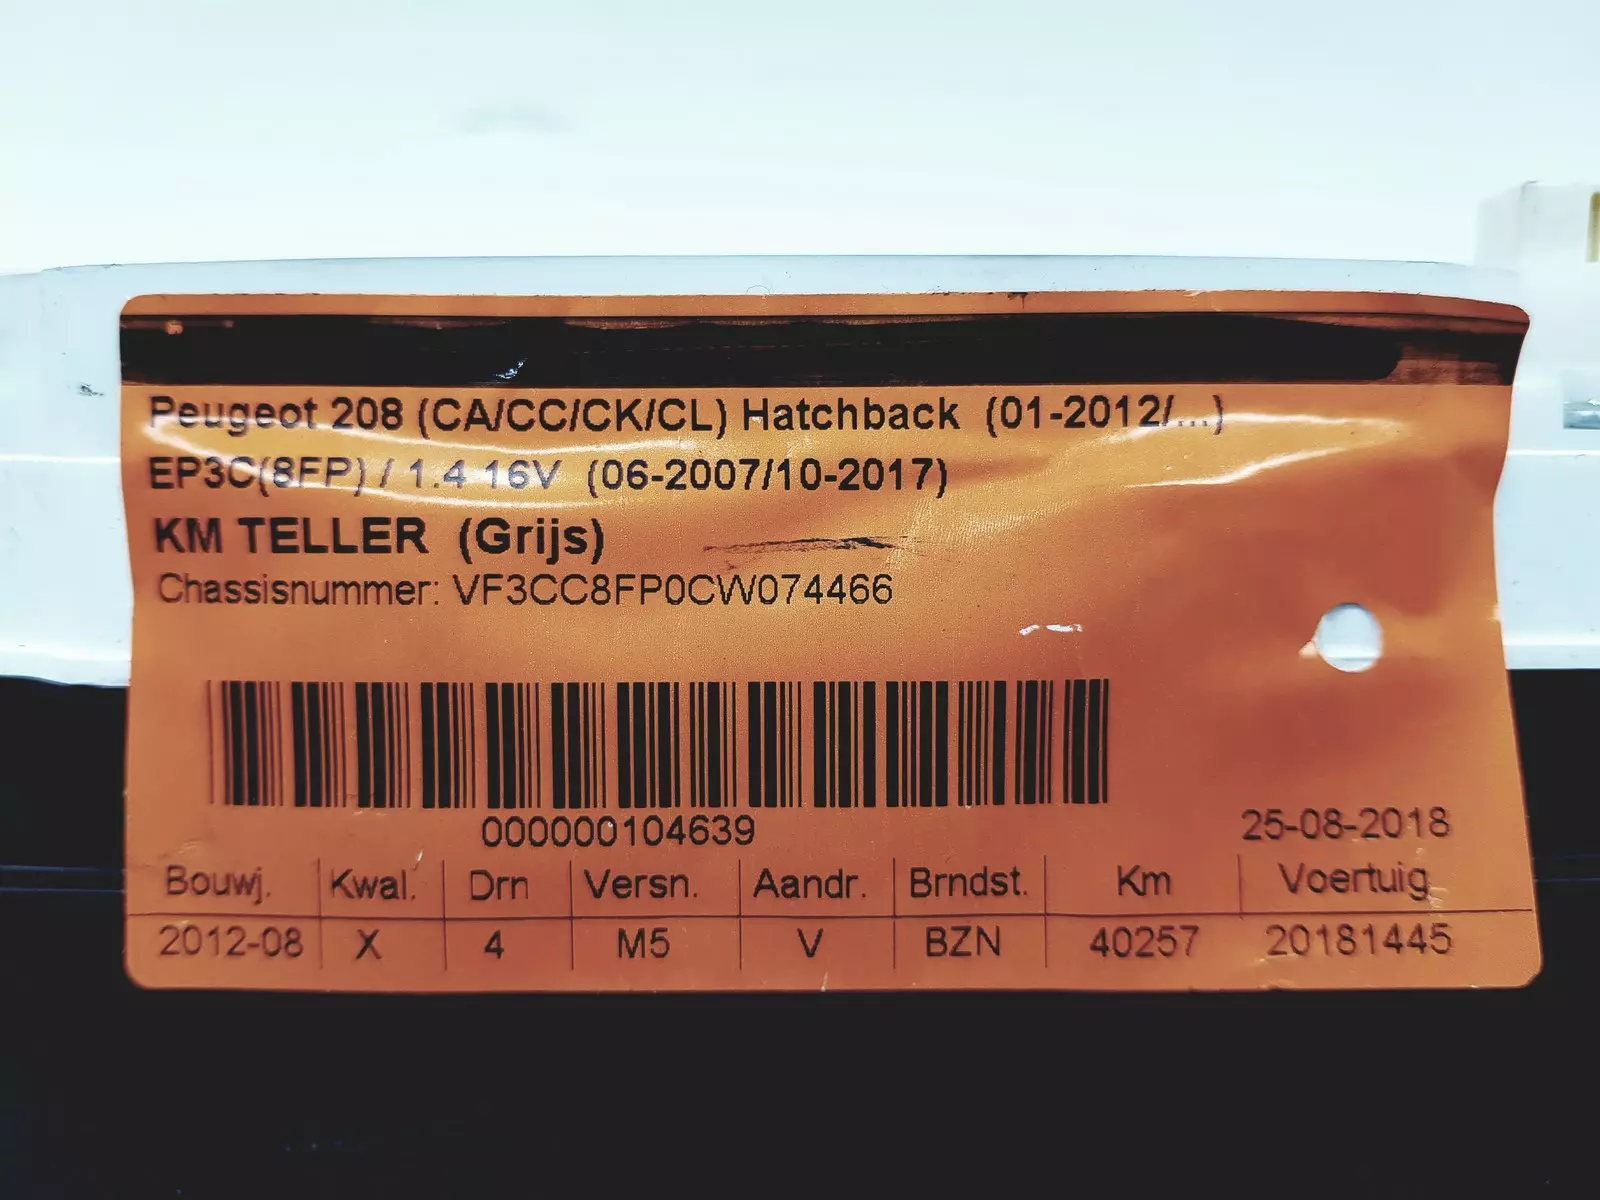 Peugeot 208 (CA/CC/CK/CL) Hatchback (01-2012/...)
EP3C(8FP) / 1.4 16V (06-2007/10-2017)
KM TELLER (Grijs)
Chassisnummer: VF3CC8FP0CW074466
000000104639
25-08-2018
Bouwj. Kwal. Drn Versn. Aandr. Brndst. Km Voertuig
2012-08 X 4 M5 V BZN 40257 20181445